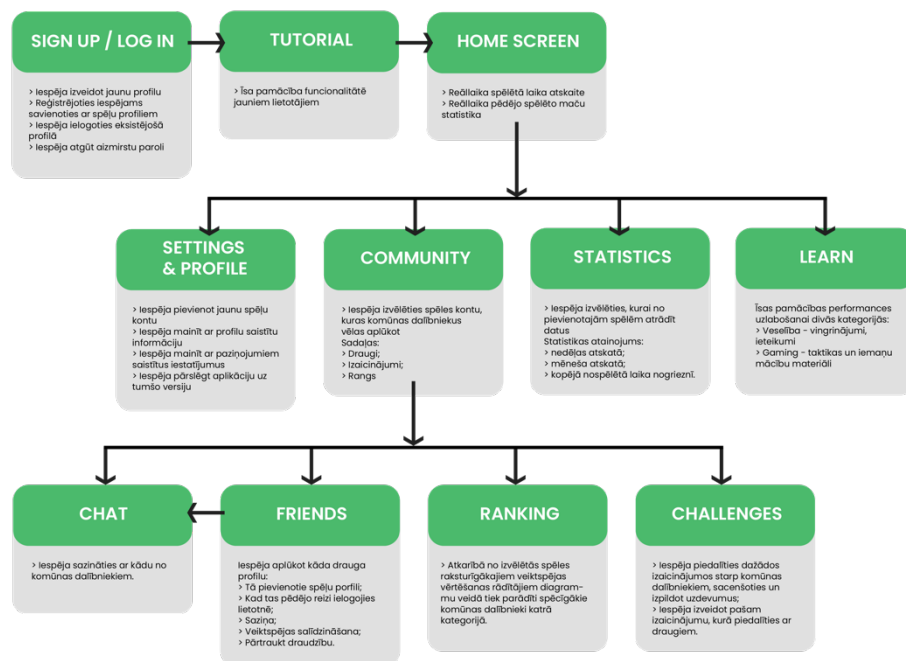 SIGN UP / LOG IN
> Iespēja izveidot jaunu profilu
> Reģistrējoties iespējams
savienoties ar spēļu profiliem
> Iespēja ielogoties eksistējošā
profilā
> Iespēja atgūt aizmirstu paroli
TUTORIAL
> Īsa pamācība funcionalitātē
jauniem lietotājiem
HOME SCREEN
> Reāllaika spēlētā laika atskaite
> Reāllaika pēdējo spēlēto maču
statistika
SETTINGS
& PROFILE
> Iespēja pievienot jaunu spēļu
kontu
> Iespēja mainīt ar profilu saistītu
informāciju
> Iespēja mainīt ar paziņojumiem
saistītus iestatījumus
> Iespēja pārslēgt aplikāciju uz
tumšo versiju
COMMUNITY
> Iespēja izvēlēties spēles kontu,
kuras komūnas dalībniekus
vēlas aplūkot
Sadaļas:
> Draugi;
> Izaicinājumi;
> Rangs
STATISTICS
> Iespēja izvēlēties, kurai no
pievienotajām spēlēm atrādīt
datus
Statistikas atainojums:
> nedēļas atskatā;
> mēneša atskatā;
> kopējā nospēlētā laika nogrieznī.
LEARN
Īsas pamācības performances
uzlabošanai divās kategorijās:
> Veselība - vingrinājumi,
ieteikumi
> Gaming - taktikas un iemaņu
mācību materiāli
CHAT
> Iespēja sazināties ar kādu no
komūnas dalībniekiem.
FRIENDS
Iespēja aplūkot kāda drauga
profilu:
> Tā pievienotie spēļu porfili;
> Kad tas pēdējo reizi ielogojies
lietotnē;
> Saziņa;
> Veiktspējas salīdzināšana;
> Pārtraukt draudzību.
RANKING
> Atkarībā no izvēlētās spēles
raksturīgākajiem veiktspējas
vērtēšanas rādītājiem diagram-
mu veidā tiek parādīti spēcīgākie
komūnas dalībnieki katrā
kategorijā.
CHALLENGES
> Iespēja piedalīties dažādos
izaicinājumos starp komūnas
dalībniekiem, sacenšoties un
izpildot uzdevumus;
> Iespēja izveidot pašam
izaicinājumu, kurā piedalīties ar
draugiem.